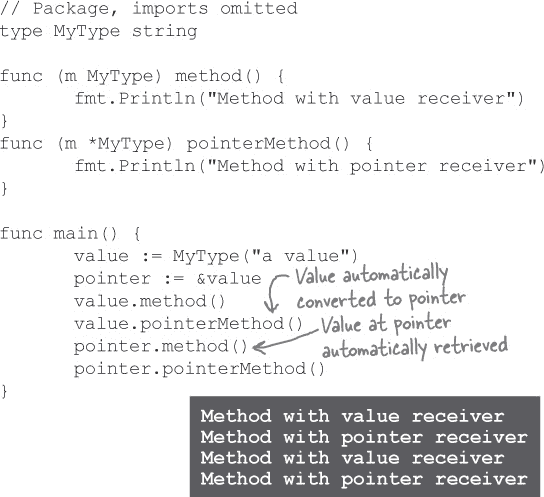 // Package, imports omitted
type MyType string

func (m MyType) method() {
        fmt.Println("Method with value receiver")
}
func (m *MyType) pointerMethod() {
        fmt.Println("Method with pointer receiver")
}

func main() {
        value := MyType("a value")
        pointer := &value
        value.method()
        value.pointerMethod()
        pointer.method()
        pointer.pointerMethod()
}
Value automatically
converted to pointer
Value at pointer
automatically retrieved
Method with value receiver
Method with pointer receiver
Method with value receiver
Method with pointer receiver